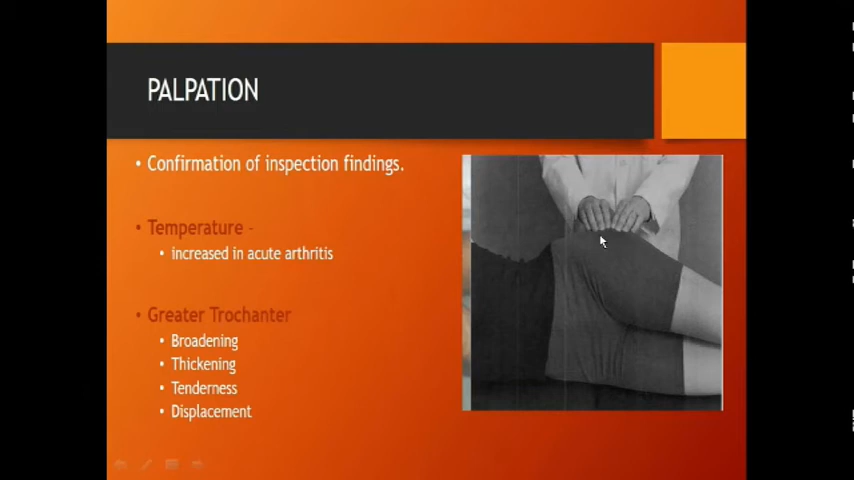 PALPATION
• Confirmation of inspection findings.
• Temperature -
• increased in acute arthritis
• Greater Trochanter
• Broadening
• Thickening
• Tenderness
• Displacement